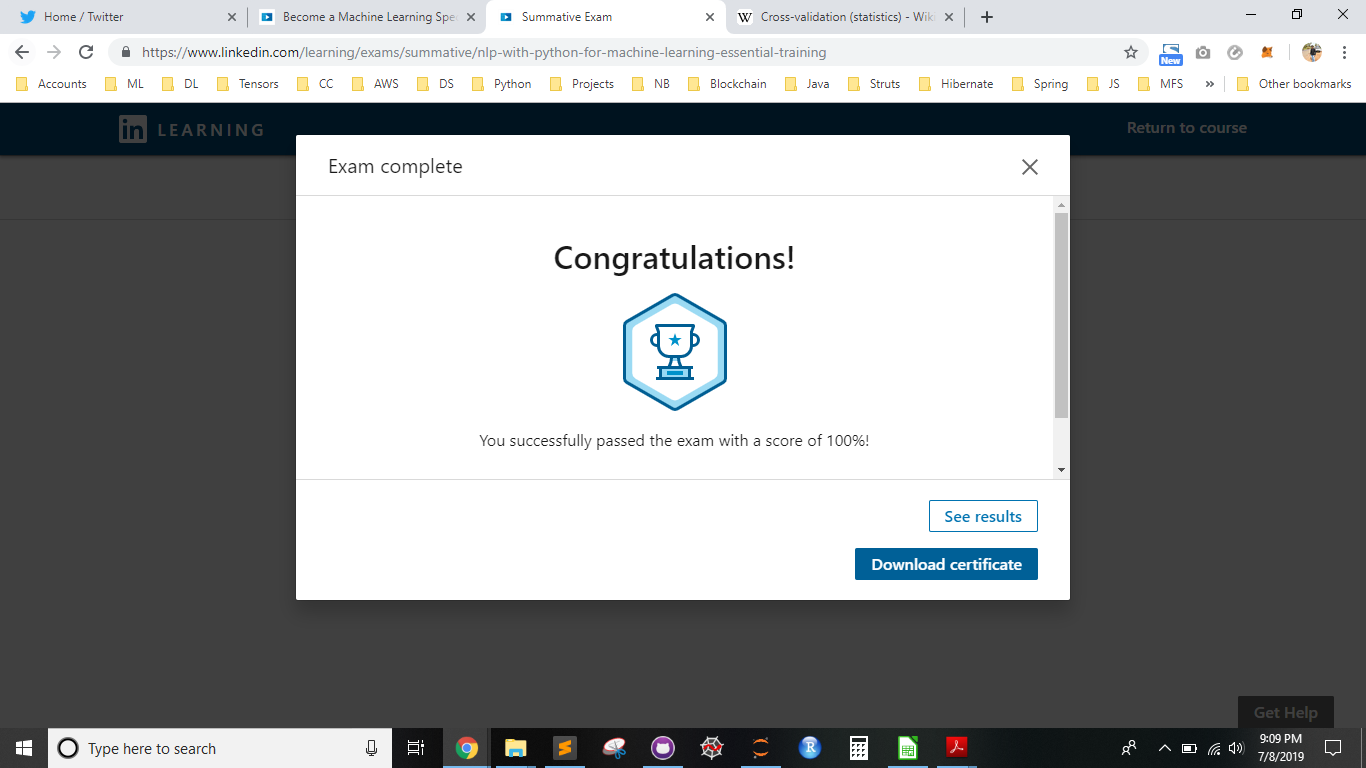 Home / Twitter
Become a Machine Learning Spe
Summative Exam
Cross-validation (statistics) - Wiki
https://www.linkedin.com/learning/exams/summative/nlp-with-python-for-machine-learning-essential-training
New
Accounts
ML
DL
Tensors
CC
AWS
DS
Python
Projects
NB
Blockchain
Java
Struts
Hibernate
Spring
JS
MFS
»
Other bookmarks
in LEARNING
Return to course
Exam complete
Congratulations!
You successfully passed the exam with a score of 100%!
See results
Download certificate
Get Help
Type here to search
R
9:09 PM
7/8/2019